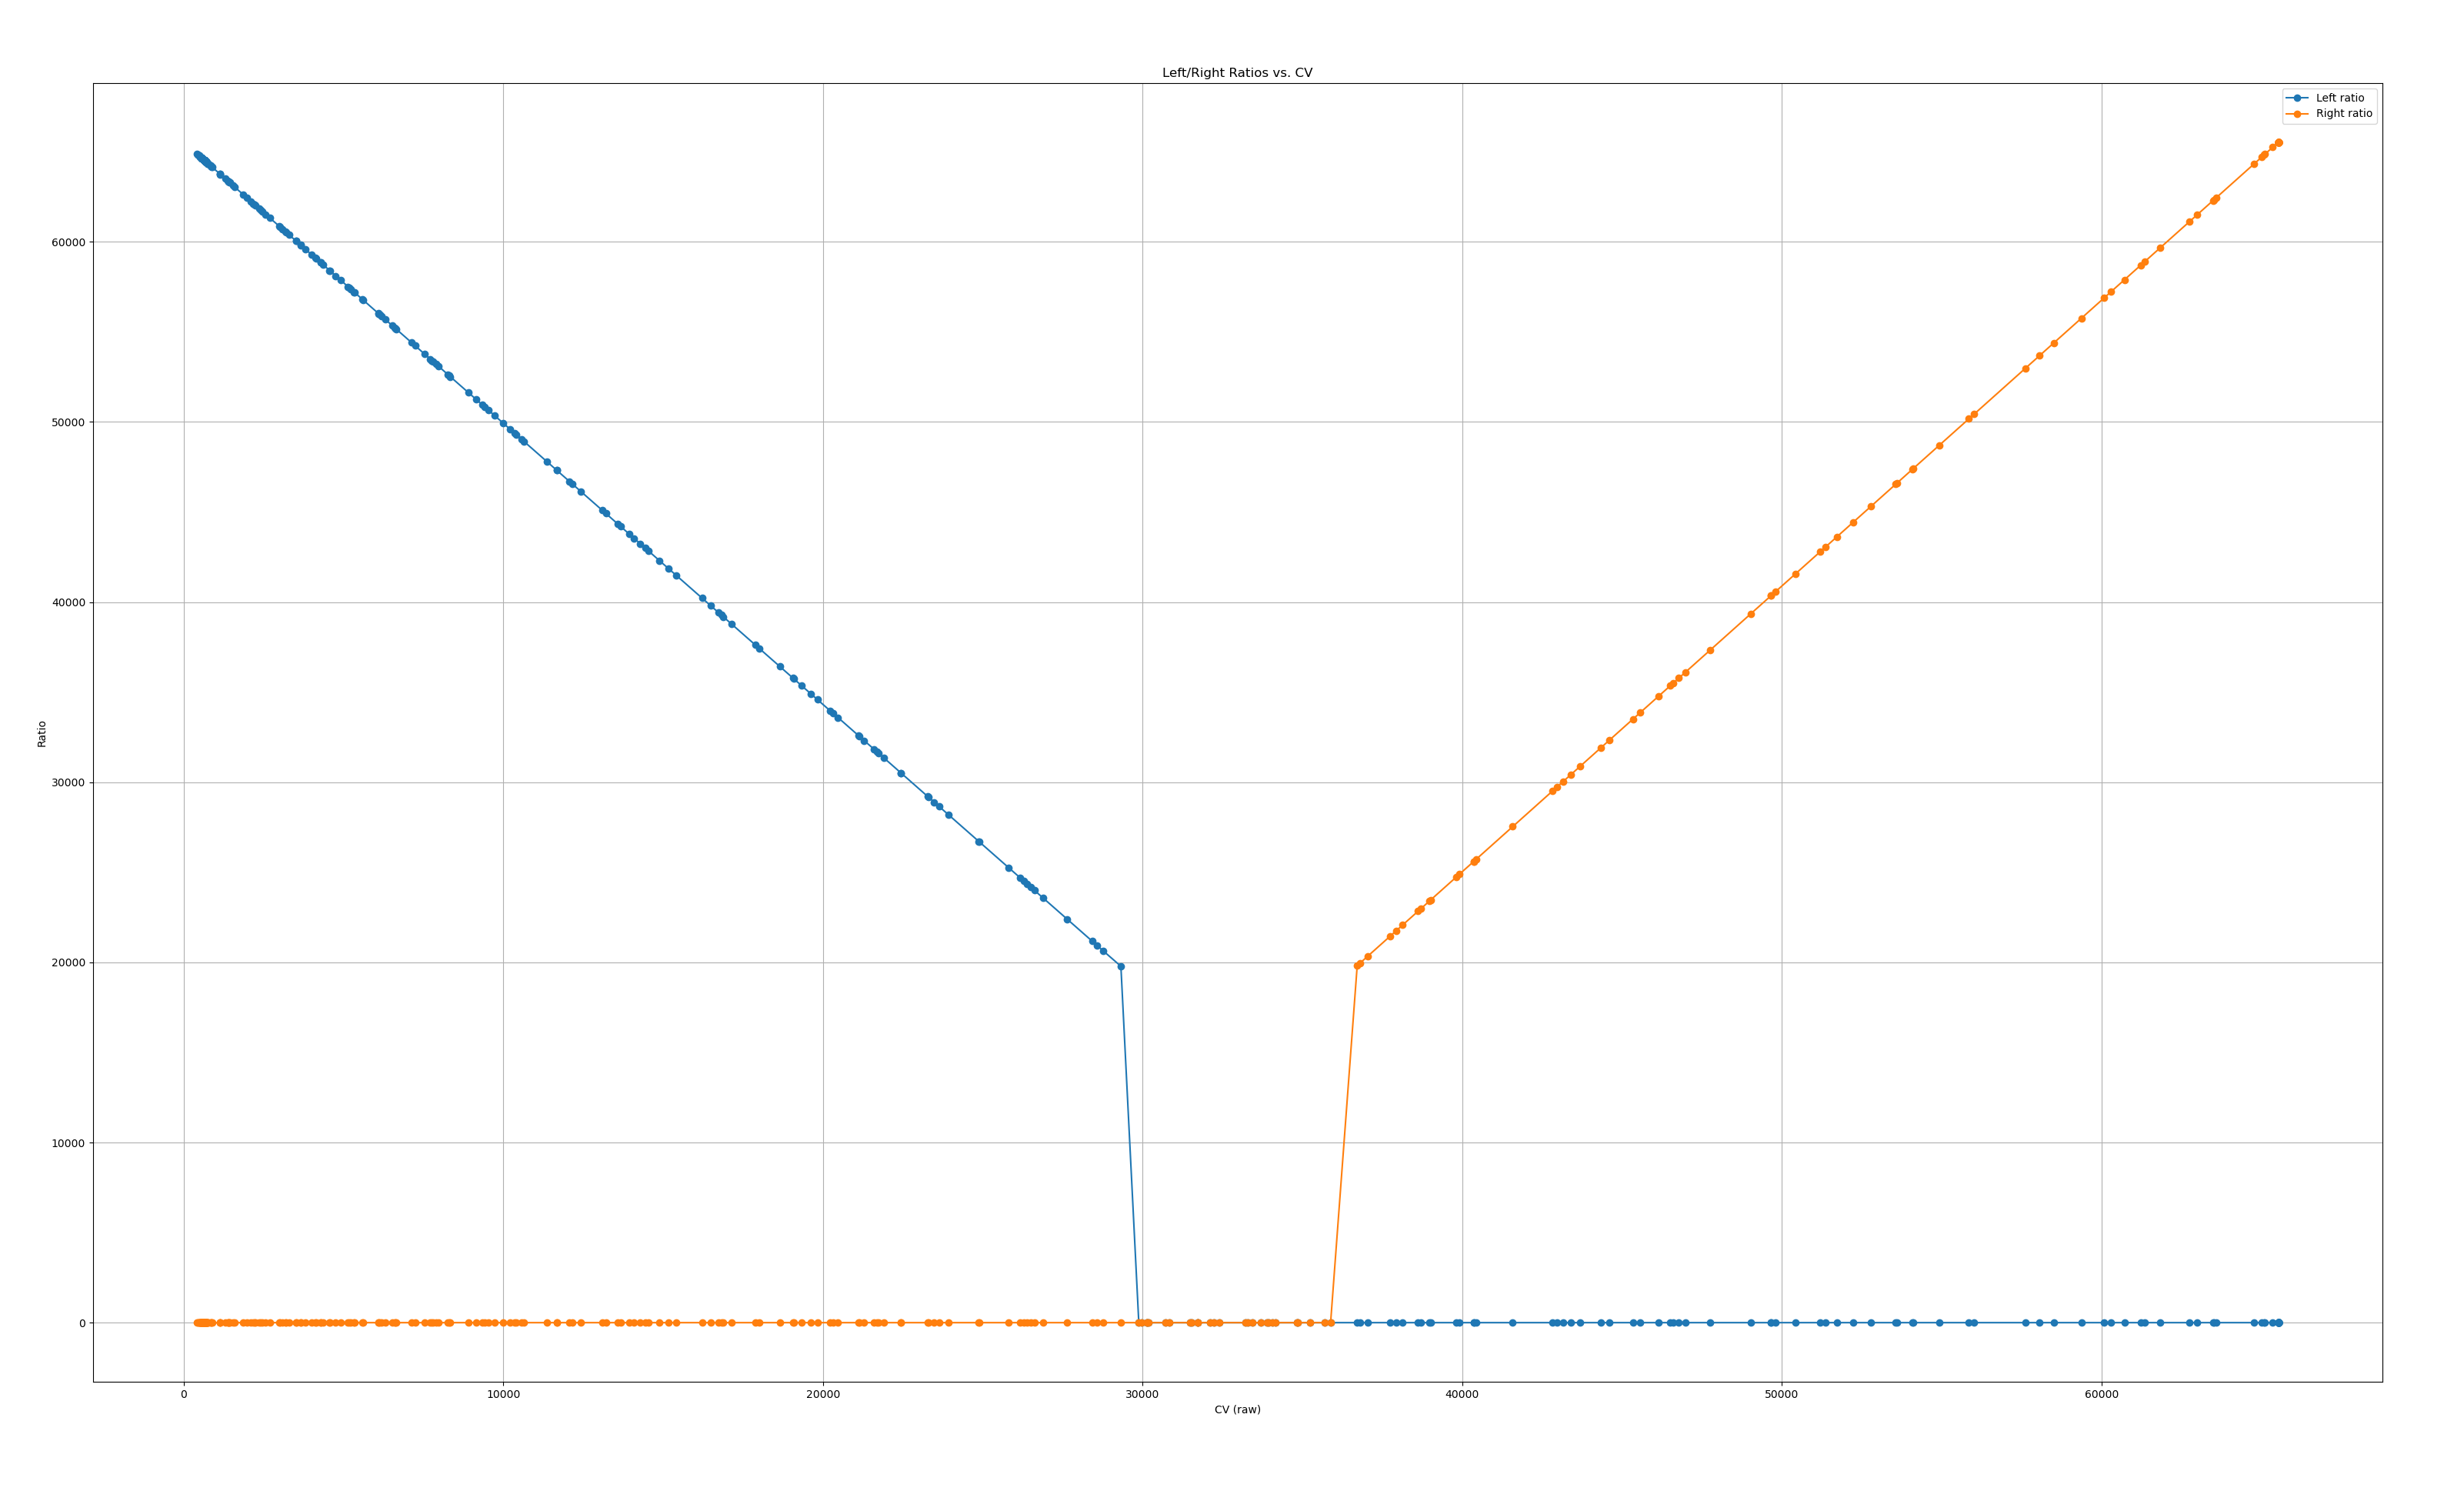 Left/Right Ratios vs. CV
Left ratio
Right ratio
60000
50000
40000
30000
20000
10000
0
Ratio
0 10000 20000 30000 40000 50000 60000
CV (raw)